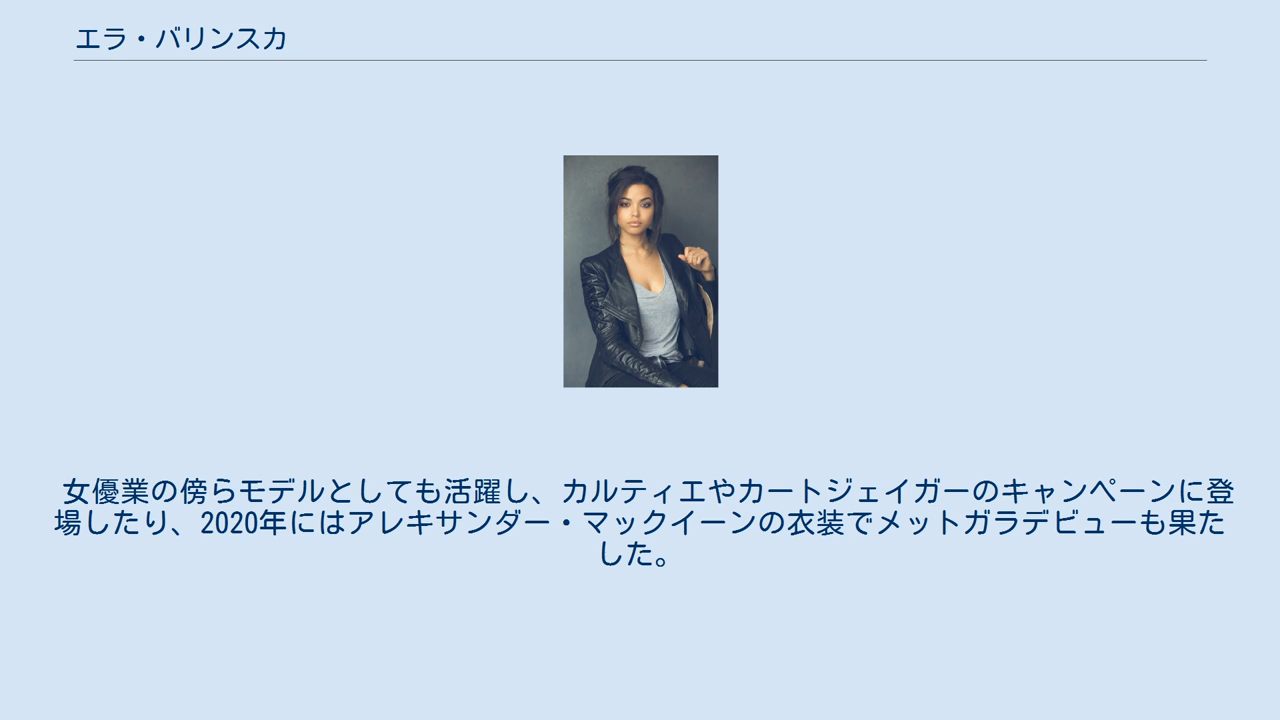 エラ・バリンスカ
女優業の傍らモデルとしても活躍し、カルティエやカートジェイガーのキャンペーンに登
場したり、2020年にはアレキサンダー・マックイーンの衣装でメットガラデビューも果た
した。